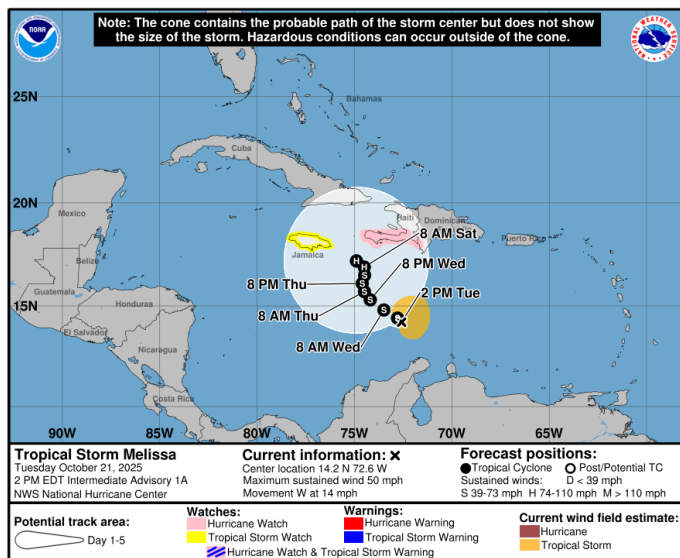 Note: The cone contains the probable path of the storm center but does not show
the size of the storm. Hazardous conditions can occur outside of the cone.
NOAA
NATIONAL WEATHER SERVICE
25N
20N
15N
Bahamas
Cuba
Mexico
Haiti
Dominican
Puerto Rico
Jamaica
Belize
Guatemala
Honduras
El Salvador
Nicaragua
Costa Rica
8 AM Sat
8 PM Wed
8 PM Thu
2 PM Tue
8 AM Thu
8 AM Wed
H
H
S
S
S
S
S
90W 85W 80W 75W 70W 65W 60W
Tropical Storm Melissa
Tuesday October 21, 2025
2 PM EDT Intermediate Advisory 1A
NWS National Hurricane Center
Current information:
Center location 14.2 N 72.6 W
Maximum sustained wind 50 mph
Movement W at 14 mph
Forecast positions:
Tropical Cyclone Post/Potential TC
Sustained winds: D < 39 mph
S 39-73 mph H 74-110 mph M > 110 mph
Potential track area:
Day 1-5
Watches:
Hurricane Watch
Tropical Storm Watch
Warnings:
Hurricane Warning
Tropical Storm Warning
Hurricane Watch & Tropical Storm Warning
Current wind field estimate:
Hurricane
Tropical Storm